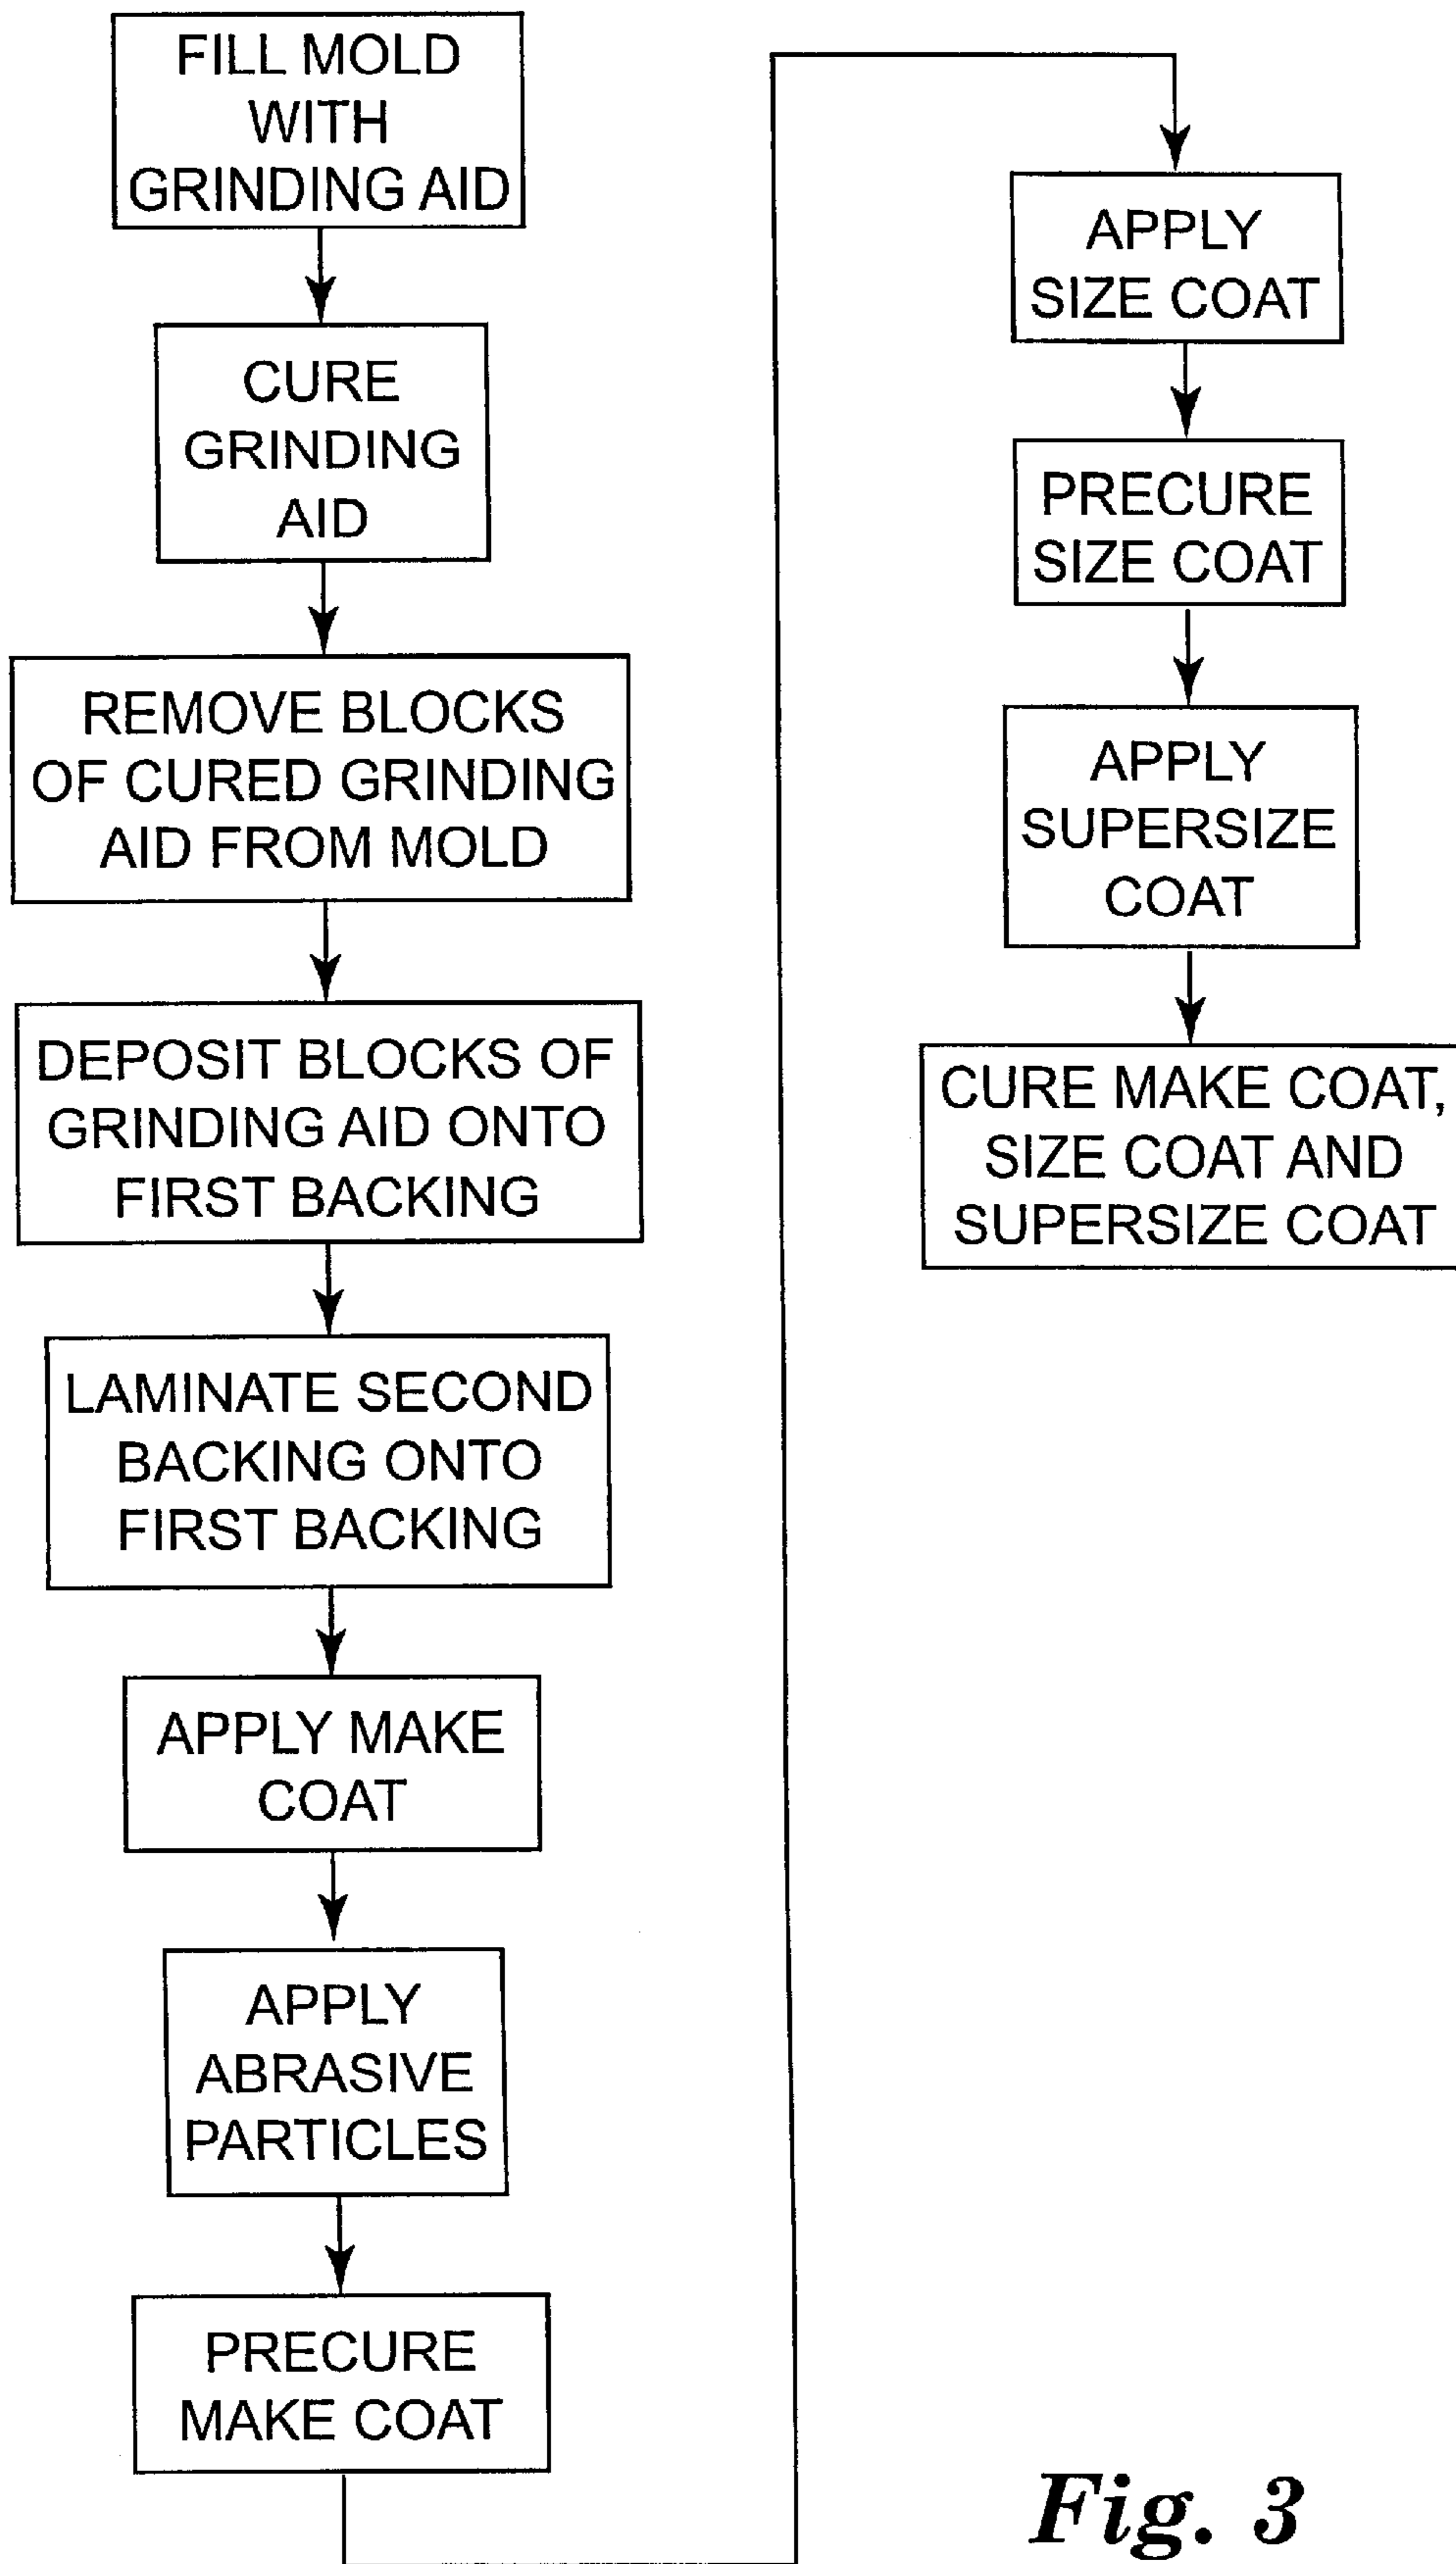 FILL MOLD
WITH
GRINDING AID
CURE
GRINDING
AID
REMOVE BLOCKS
OF CURED GRINDING
AID FROM MOLD
DEPOSIT BLOCKS OF
GRINDING AID ONTO
FIRST BACKING
LAMINATE SECOND
BACKING ONTO
FIRST BACKING
APPLY MAKE
COAT
APPLY
ABRASIVE
PARTICLES
PRECURE
MAKE COAT
APPLY
SIZE COAT
PRECURE
SIZE COAT
APPLY
SUPERSIZE
COAT
CURE MAKE COAT,
SIZE COAT AND
SUPERSIZE COAT
Fig. 3